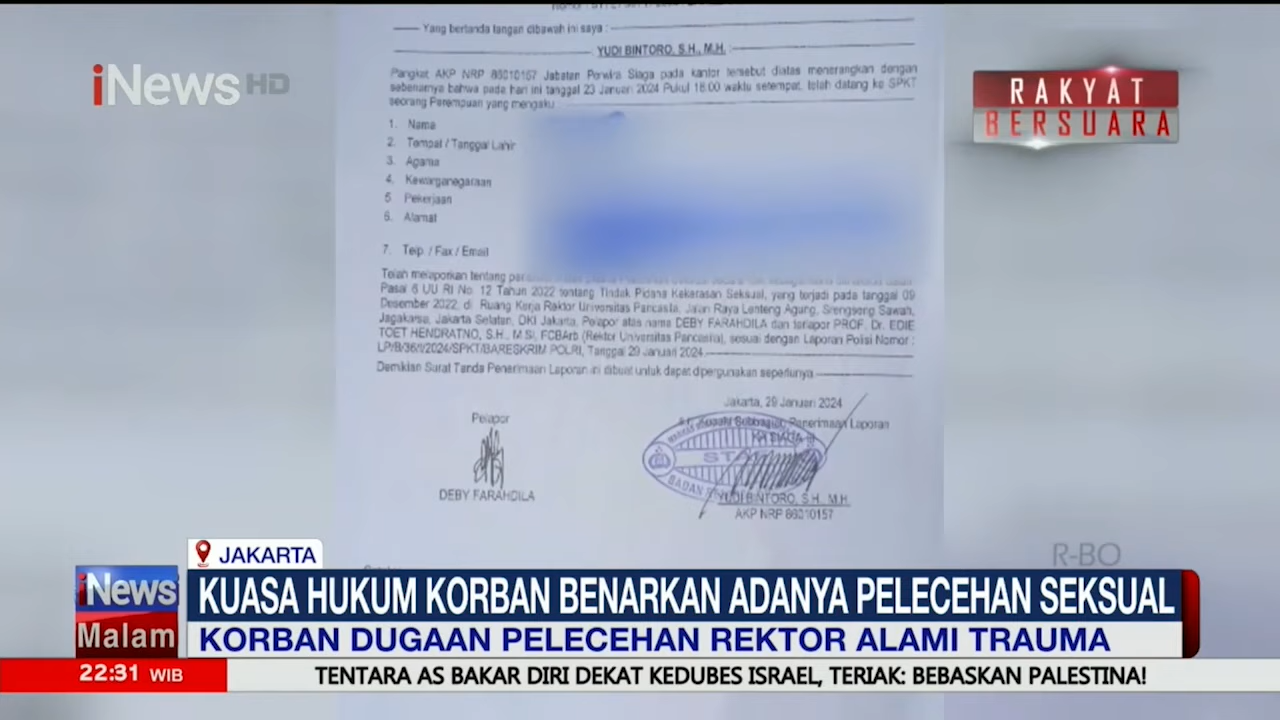 Yang bertanda tangan dibawah ini saya :
YUDI BINTORO, S.H., M.H.
iNews HD
Pangkat AKP NRP 86010157 Jabatan Perwira Siaga pada kantor tersebut diatas menerangkan dengan
sebenarnya bahwa pada hari ini tanggal 23 Januari 2024 Pukul 16.00 waktu setempat, telah datang ke SPKT
seorang Perempuan yang mengaku
RAKYAT
BERSUARA
1. Nama
2. Tempat / Tanggal Lahir
3. Agama
4. Kewarganegaraan
5. Pekerjaan
6. Alamat
7. Telp / Fax / Email
Telah melaporkan tentang
Pasal 6 UU RI No. 12 Tahun 2022 tentang Tindak Pidana Kekerasan Seksual, yang terjadi pada tanggal 09
Desember 2022, di Ruang Kerja Rektor Universitas Pancasila, Jalan Raya Lenteng Agung, Srengseng Sawah,
Jagakarsa, Jakarta Selatan, DKI Jakarta, Pelapor atas nama DEBY FARAHDILA dan terlapor PROF. Dr. EDIE
TOET HENDRATNO, S.H., M.SI, FCBArb (Rektor Universitas Pancasila), sesuai dengan Laporan Polisi Nomor :
LP/B/36/I/2024/SPKT/BARESKRIM POLRI, Tanggal 29 Januari 2024
Demikian Surat Tanda Penerimaan Laporan ini dibuat untuk dapat dipergunakan seperlunya
Jakarta, 29 Januari 2024
Pelapor
Penerimaan Laporan
DEBY FARAHDILA
YUDI BINTORO, S.H., M.H.
AKP NRP 86010157
R-BO
JAKARTA
iNews
Malam
KUASA HUKUM KORBAN BENARKAN ADANYA PELECEHAN SEKSUAL
KORBAN DUGAAN PELECEHAN REKTOR ALAMI TRAUMA
22:31 WIB
TENTARA AS BAKAR DIRI DEKAT KEDUBES ISRAEL, TERIAK: BEBASKAN PALESTINA!